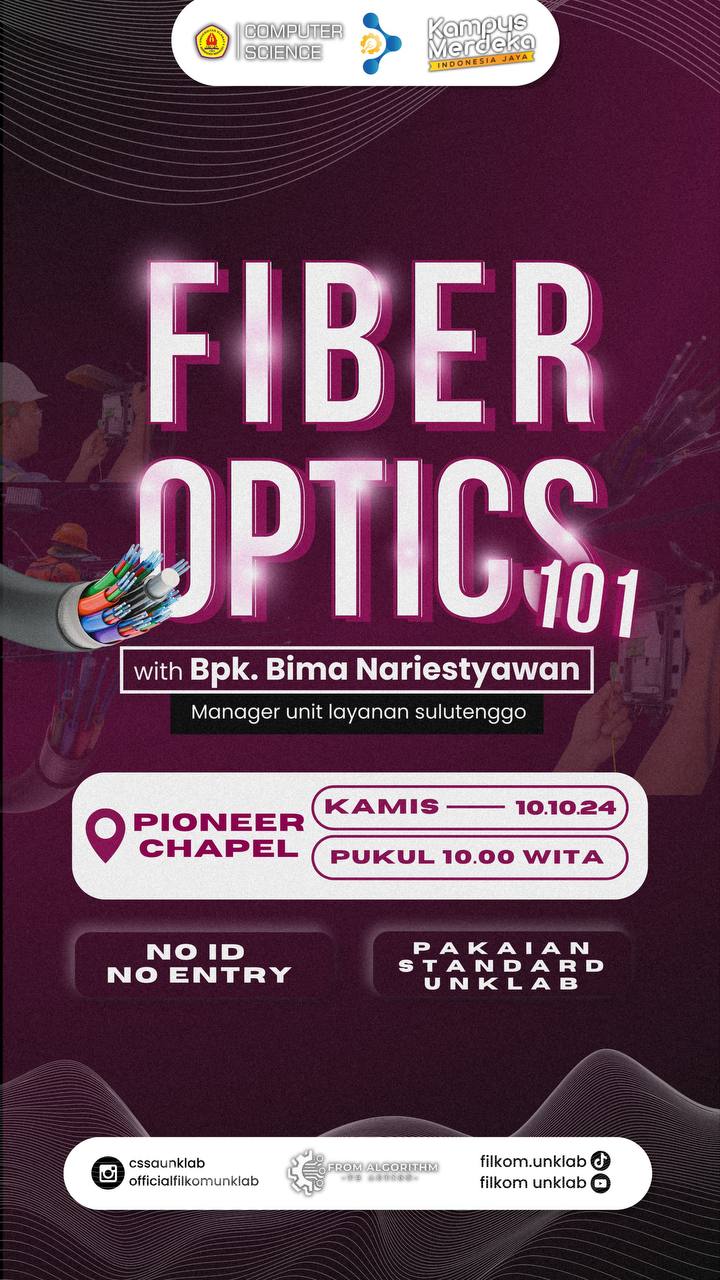 COMPUTER
SCIENCE
Kampus
Merdeka
INDONESIA JAYA
FIBER
OPTICS
101
with Bpk. Bima Nariestyawan
Manager unit layanan sulutenggo
PIONEER
CHAPEL
KAMIS 10.10.24
PUKUL 10.00 WITA
NO ID
NO ENTRY
PAKAIAN
STANDARD
UNKLAB
cssaunklab
officialfilkomunklab
FROM ALGORITHM
-TO ACTION-
filkom.unklab
filkom unklab